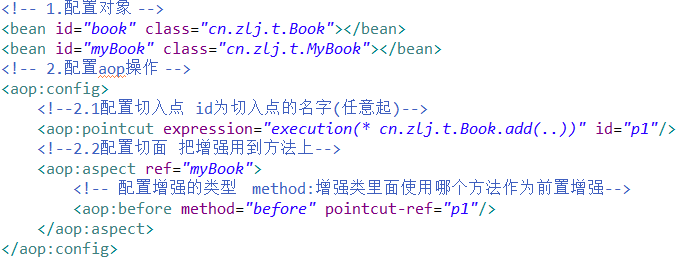 <!-- 1.配置对象 -->
<bean id="book" class="cn.zlj.t.Book"></bean>
<bean id="myBook" class="cn.zlj.t.MyBook"></bean>
<!-- 2.配置aop操作 -->
<aop:config>
    <!--2.1配置切入点 id为切入点的名字(任意起)-->
    <aop:pointcut expression="execution(* cn.zlj.t.Book.add(..))" id="p1"/>
    <!--2.2配置切面 把增强用到方法上-->
    <aop:aspect ref="myBook">
        <!-- 配置增强的类型  method:增强类里面使用哪个方法作为前置增强-->
        <aop:before method="before" pointcut-ref="p1"/>
    </aop:aspect>
</aop:config>